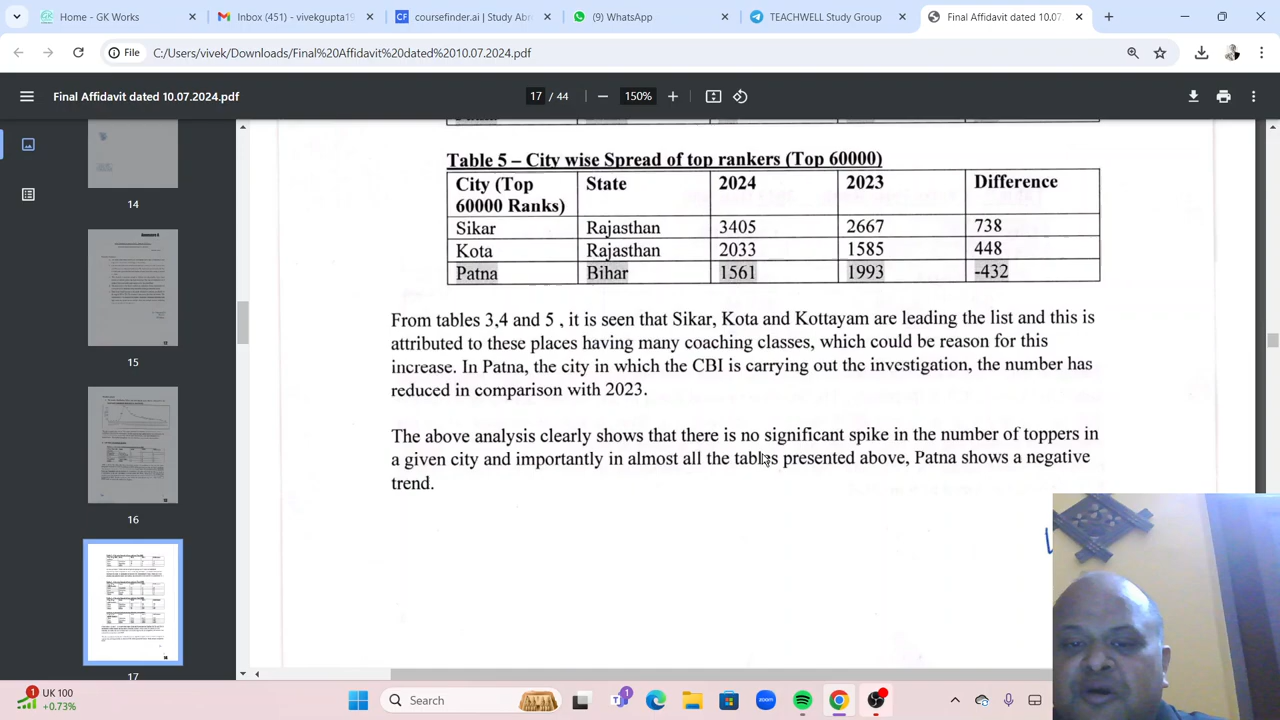 Home - GK Works
Inbox (451) - vivekgupta19
coursefinder.ai | Study Abr
(9) WhatsApp
TEACHWELL Study Group
Final Affidavit dated 10.07.
File
C:/Users/vivek/Downloads/Final%20Affidavit%20dated%2010.07.2024.pdf
Final Affidavit dated 10.07.2024.pdf
17 / 44
150%
14
15
16
17
Table 5 – City wise Spread of top rankers (Top 60000)
City (Top 60000 Ranks) State 2024 2023 Difference
Sikar Rajasthan 3405 2667 738
Kota Rajasthan 2033 1585 448
Patna Bihar 1561 1993 -432
From tables 3,4 and 5 , it is seen that Sikar, Kota and Kottayam are leading the list and this is
attributed to these places having many coaching classes, which could be reason for this
increase. In Patna, the city in which the CBI is carrying out the investigation, the number has
reduced in comparison with 2023.
The above analysis clearly shows that there is no significant spike in the number of toppers in
a given city and importantly in almost all the tables presented above, Patna shows a negative
trend.
1
UK 100
+0.73%
Search
1